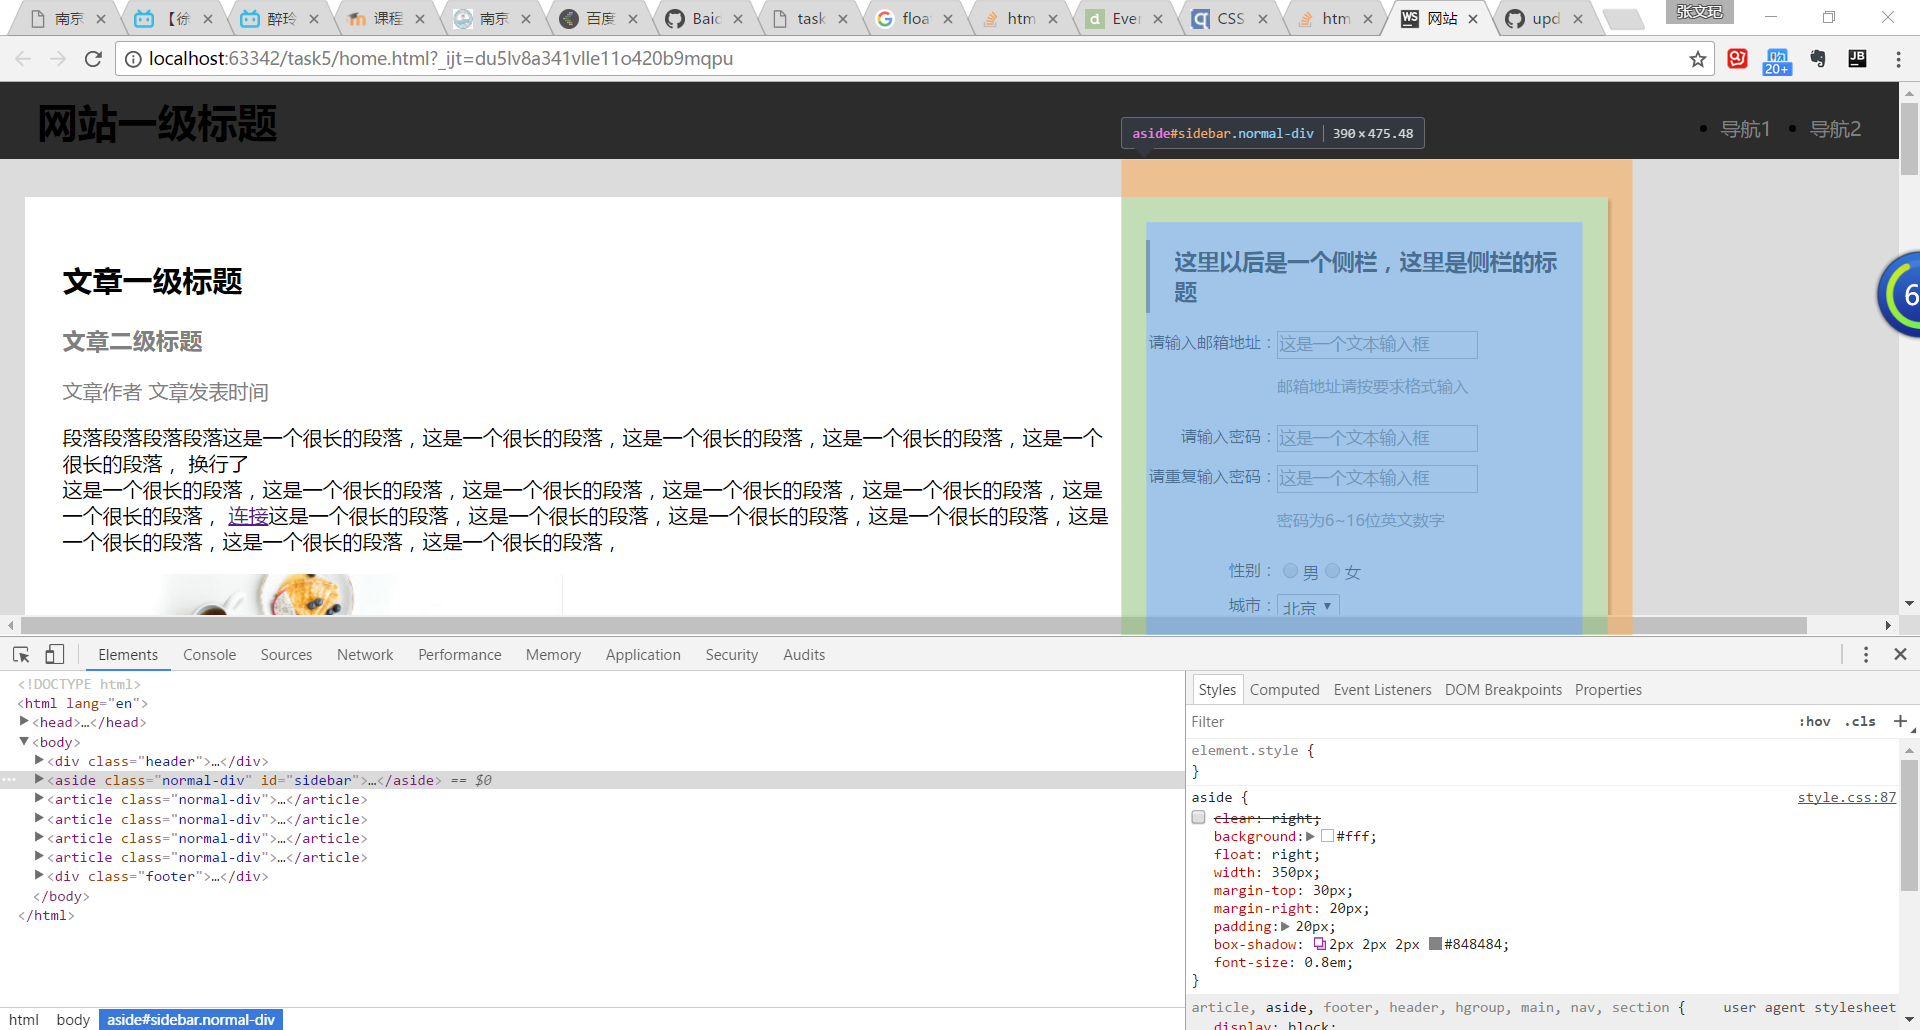 南京
【徐
醉玲
课程
南京
百度
Baid
task
float
htm
Ever
CSS
htm
网站
upd
张文玘
localhost:63342/task5/home.html?_ijt=du5lv8a341vlle11o420b9mqpu
20+
网站一级标题
aside#sidebar.normal-div 390 × 475.48
导航1
导航2
文章一级标题
文章二级标题
文章作者 文章发表时间
段落段落段落段落这是一个很长的段落，这是一个很长的段落，这是一个很长的段落，这是一个很长的段落，这是一个
很长的段落， 换行了
这是一个很长的段落，这是一个很长的段落，这是一个很长的段落，这是一个很长的段落，这是一个很长的段落，这是
一个很长的段落， 连接这是一个很长的段落，这是一个很长的段落，这是一个很长的段落，这是一个很长的段落，这是
一个很长的段落，这是一个很长的段落，这是一个很长的段落，
这里以后是一个侧栏，这里是侧栏的标
题
请输入邮箱地址： 这是一个文本输入框
邮箱地址请按要求格式输入
请输入密码： 这是一个文本输入框
请重复输入密码： 这是一个文本输入框
密码为6~16位英文数字
性别： 男 女
城市： 北京
6
Elements Console Sources Network Performance Memory Application Security Audits
<!DOCTYPE html>
<html lang="en">
<head>…</head>
<body>
<div class="header">…</div>
<aside class="normal-div" id="sidebar">…</aside> == $0
<article class="normal-div">…</article>
<article class="normal-div">…</article>
<article class="normal-div">…</article>
<article class="normal-div">…</article>
<div class="footer">…</div>
</body>
</html>
html body aside#sidebar.normal-div
Styles Computed Event Listeners DOM Breakpoints Properties
Filter :hov .cls +
element.style {
}
aside { style.css:87
clear: right;
background: #fff;
float: right;
width: 350px;
margin-top: 30px;
margin-right: 20px;
padding: 20px;
box-shadow: 2px 2px 2px #848484;
font-size: 0.8em;
}
article, aside, footer, header, hgroup, main, nav, section { user agent stylesheet
display: block;